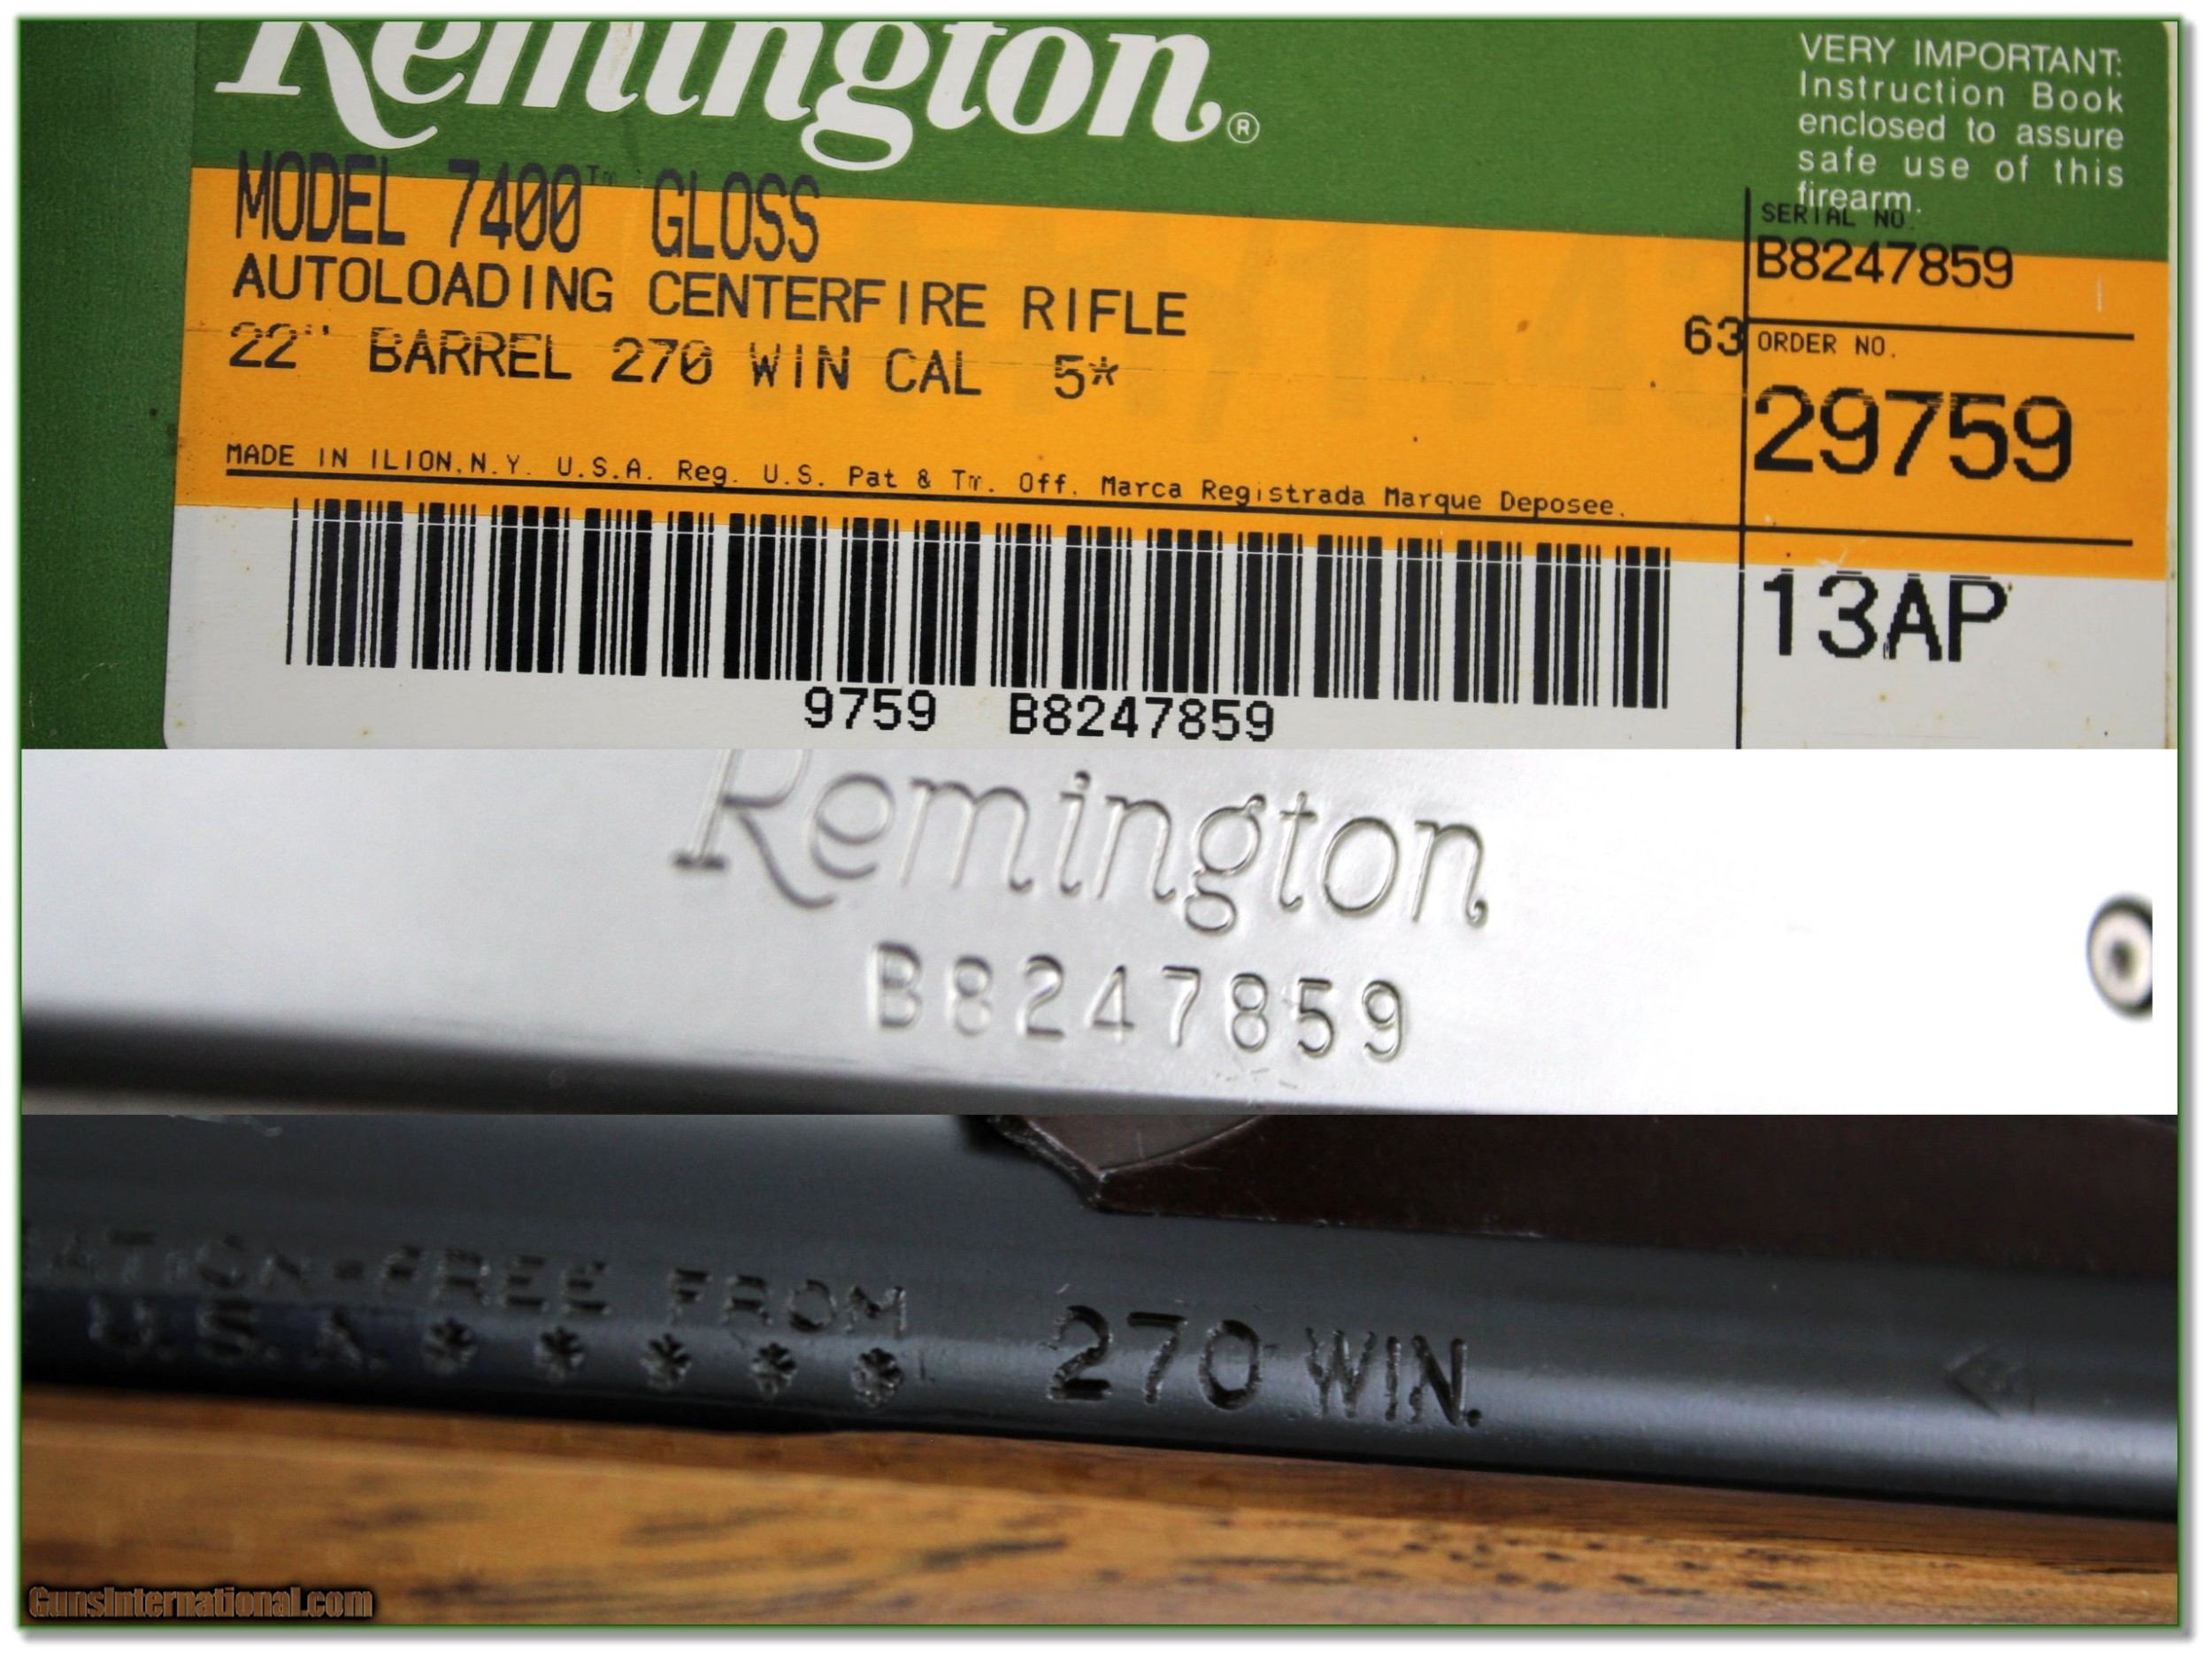 Remington®
VERY IMPORTANT:
Instruction Book
enclosed to assure
safe use of this
firearm.
MODEL 7400™ GLOSS
AUTOLOADING CENTERFIRE RIFLE
22" BARREL 270 WIN CAL 5*
63
SERIAL NO.
B8247859
ORDER NO.
29759
MADE IN ILION, N.Y. U.S.A. Reg. U.S. Pat & Tm. Off. Marca Registrada Marque Deposee.
13AP
9759 B8247859
Remington
B8247859
ATION-FREE FROM
U.S.A. * * * * *
270 WIN.
GunsInternational.com